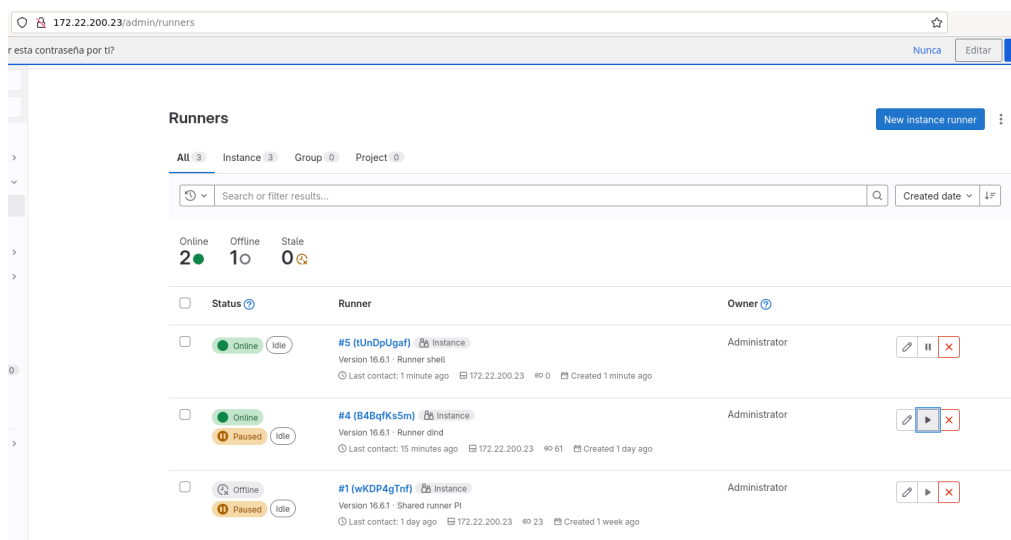 172.22.200.23/admin/runners
r esta contraseña por ti?
Nunca
Editar
Runners
New instance runner
All 3
Instance 3
Group 0
Project 0
Search or filter results...
Created date
Online
Offline
Stale
2
1
0
Status
Runner
Owner
Online Idle
#5 (tUnDpUgaf) Instance
Administrator
Version 16.6.1 · Runner shell
Last contact: 1 minute ago 172.22.200.23 0 Created 1 minute ago
0
Online
#4 (B4BqfKs5m) Instance
Administrator
Paused Idle
Version 16.6.1 · Runner dind
Last contact: 15 minutes ago 172.22.200.23 61 Created 1 day ago
Offline
#1 (wKDP4gTnf) Instance
Administrator
Paused Idle
Version 16.6.1 · Shared runner PI
Last contact: 1 day ago 172.22.200.23 23 Created 1 week ago